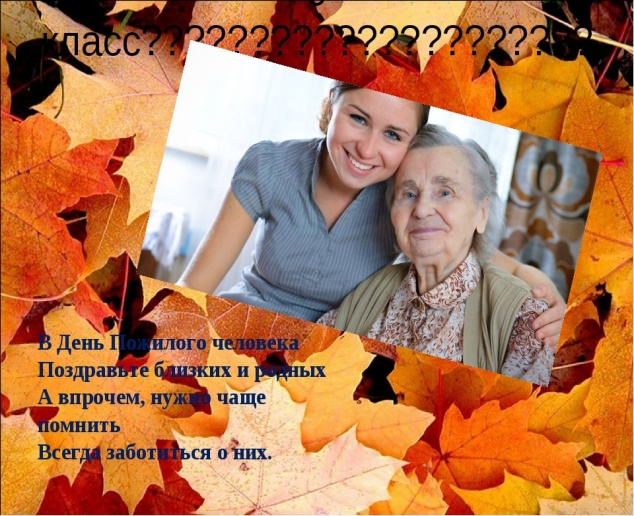 класс????????????????????
В День Пожилого человека
Поздравьте близких и родных
А впрочем, нужно чаще
помнить
Всегда заботиться о них.